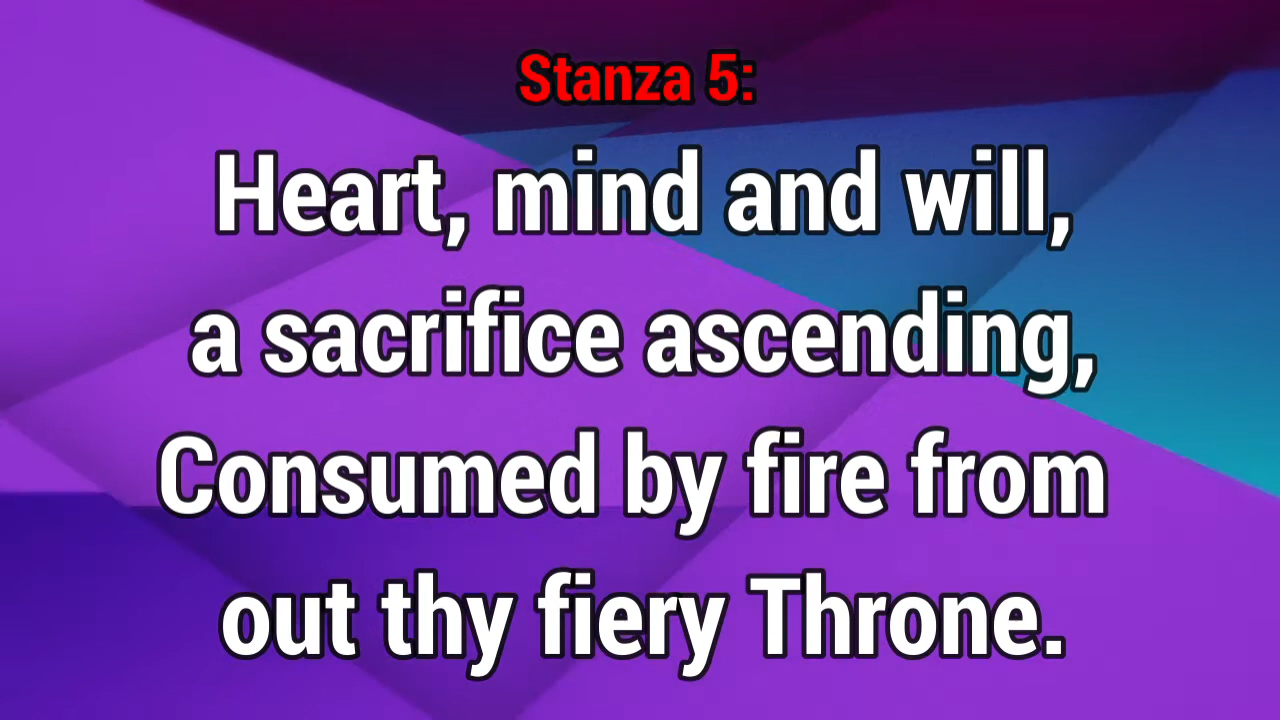 Stanza 5:
Heart, mind and will,
a sacrifice ascending,
Consumed by fire from
out thy fiery Throne.